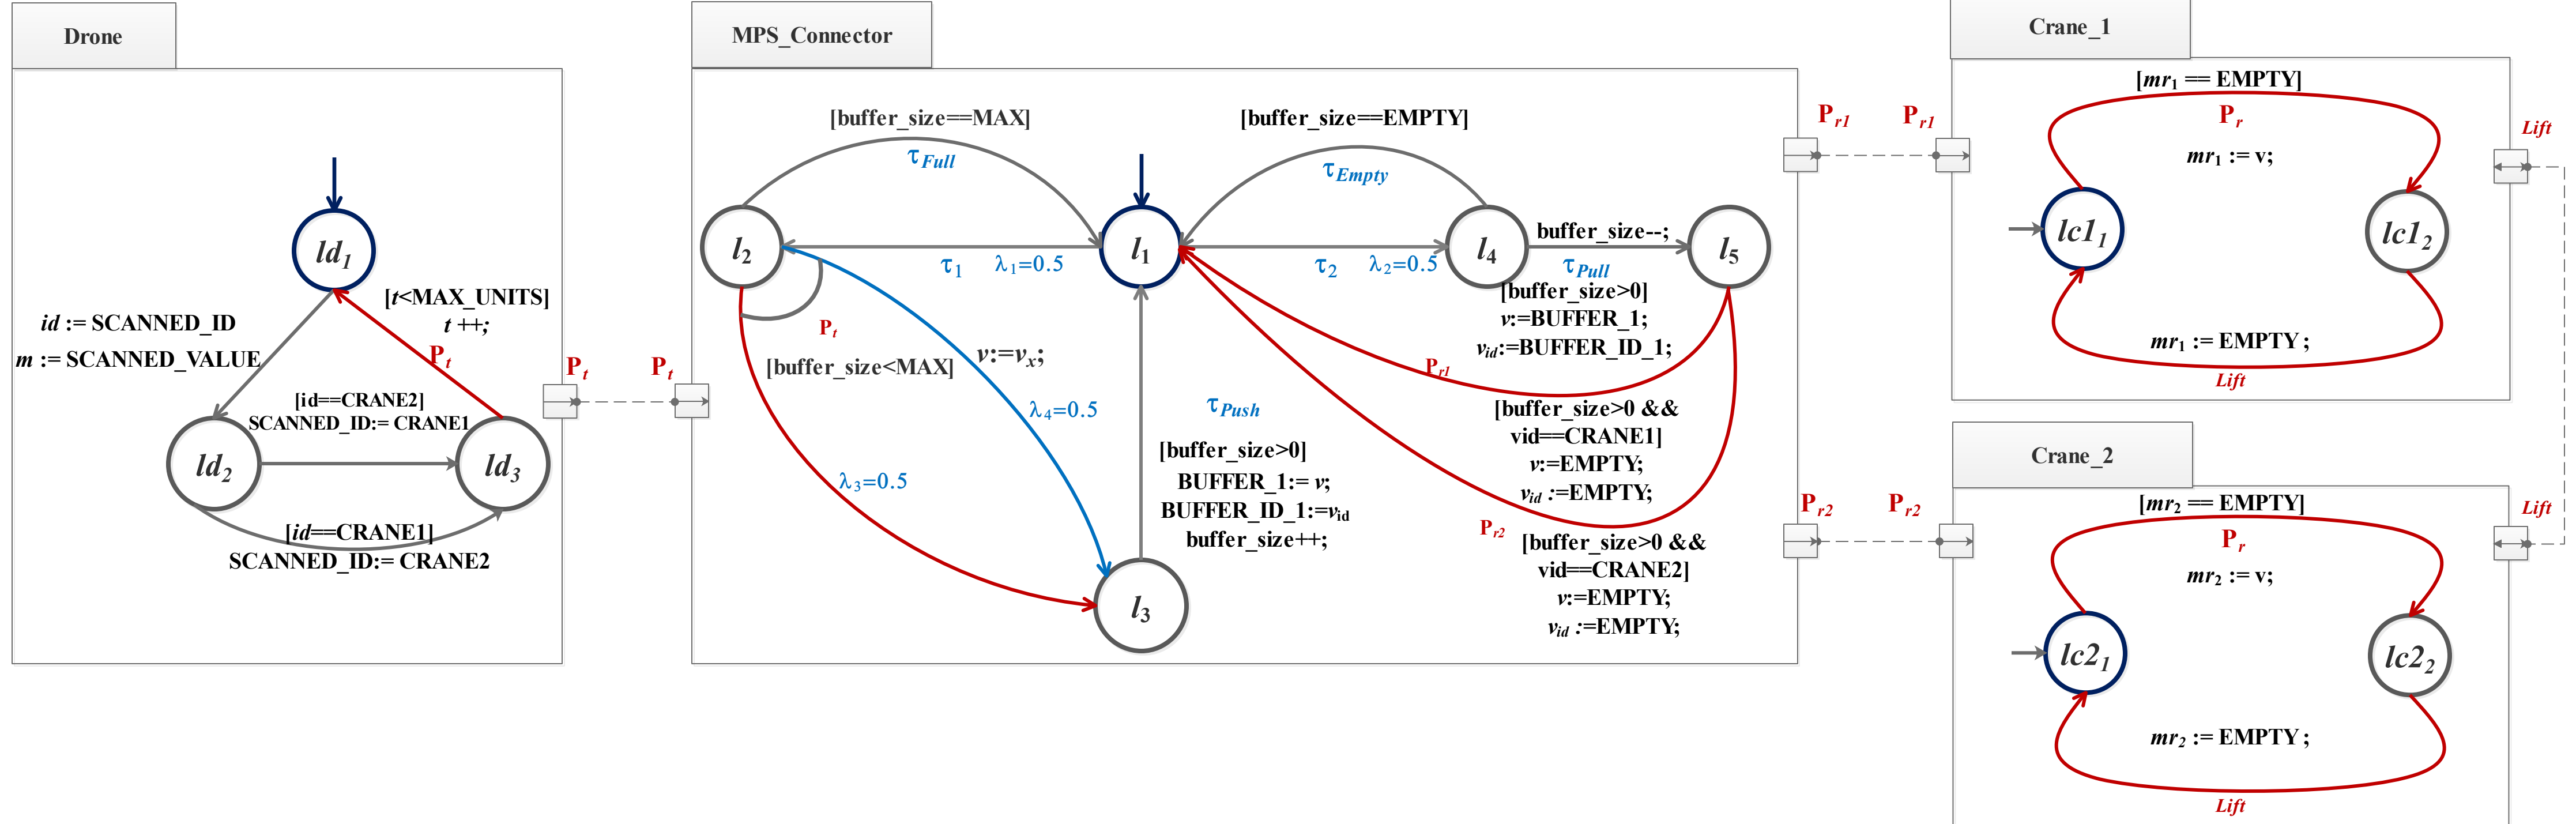 Drone
ld1
[t<MAX_UNITS]
t ++;
id := SCANNED_ID
m := SCANNED_VALUE
Pt
[id==CRANE2]
SCANNED_ID:= CRANE1
ld2
ld3
[id==CRANE1]
SCANNED_ID:= CRANE2
Pt
Pt
MPS_Connector
[buffer_size==MAX]
τFull
[buffer_size==EMPTY]
τEmpty
l2
l1
l4
l5
τ1
λ1=0.5
τ2
λ2=0.5
buffer_size--;
τPull
[buffer_size>0]
v:=BUFFER_1;
vid:=BUFFER_ID_1;
Pt
[buffer_size<MAX]
v:=vx;
λ4=0.5
λ3=0.5
τPush
[buffer_size>0]
BUFFER_1:= v;
BUFFER_ID_1:=vid
buffer_size++;
l3
Pr1
[buffer_size>0 &&
vid==CRANE1]
v:=EMPTY;
vid :=EMPTY;
Pr2
[buffer_size>0 &&
vid==CRANE2]
v:=EMPTY;
vid :=EMPTY;
Pr1
Pr1
Pr2
Pr2
Crane_1
[mr1 == EMPTY]
Pr
mr1 := v;
lc11
lc12
mr1 := EMPTY ;
Lift
Lift
Crane_2
[mr2 == EMPTY]
Pr
mr2 := v;
lc21
lc22
mr2 := EMPTY ;
Lift
Lift